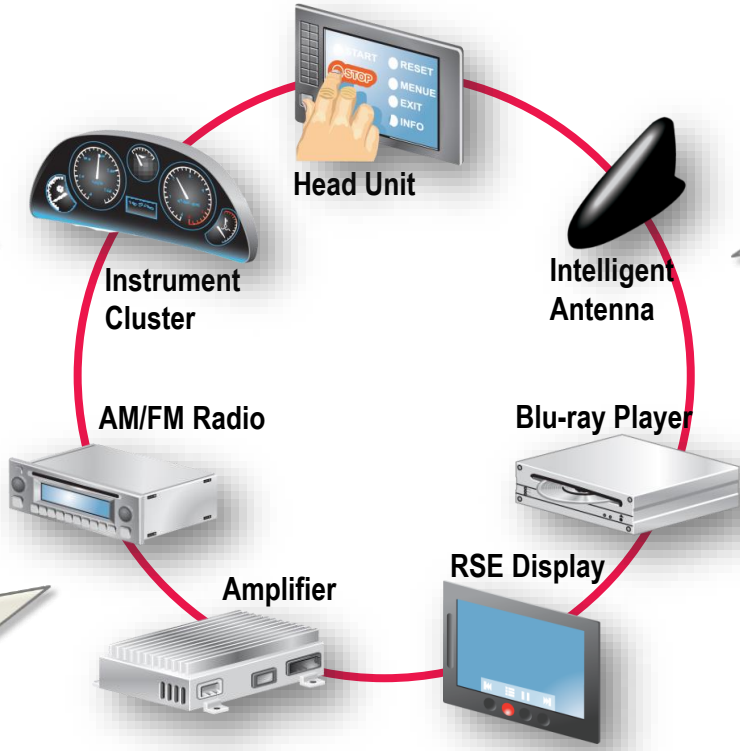 START
STOP
RESET
MENUE
EXIT
INFO
Head Unit
Intelligent
Antenna
Instrument
Cluster
AM/FM Radio
Blu-ray Player
RSE Display
Amplifier